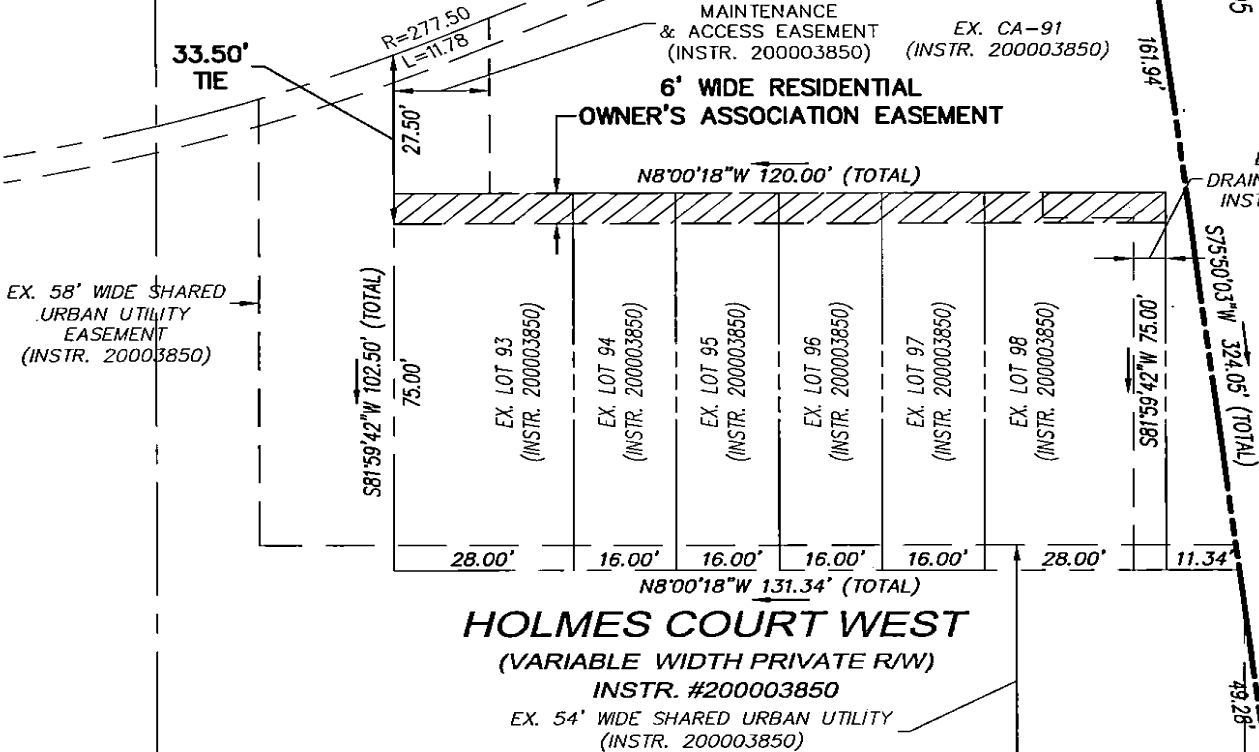 R=277.50
L=11.78
33.50'
TIE
27.50'
MAINTENANCE
& ACCESS EASEMENT
(INSTR. 200003850)
EX. CA-91
(INSTR. 200003850)
161.94'
6' WIDE RESIDENTIAL
OWNER'S ASSOCIATION EASEMENT
N8°00'18"W 120.00' (TOTAL)
EX. 58' WIDE SHARED
URBAN UTILITY
EASEMENT
(INSTR. 200003850)
S81°59'42"W 102.50' (TOTAL)
75.00'
EX. LOT 93
(INSTR. 200003850)
EX. LOT 94
(INSTR. 200003850)
EX. LOT 95
(INSTR. 200003850)
EX. LOT 96
(INSTR. 200003850)
EX. LOT 97
(INSTR. 200003850)
EX. LOT 98
(INSTR. 200003850)
S81°59'42"W 75.00'
S75°50'03"W 324.05' (TOTAL)
28.00'
16.00'
16.00'
16.00'
16.00'
28.00'
11.34'
N8°00'18"W 131.34' (TOTAL)
HOLMES COURT WEST
(VARIABLE WIDTH PRIVATE R/W)
INSTR. #200003850
EX. 54' WIDE SHARED URBAN UTILITY
(INSTR. 200003850)
49.28'